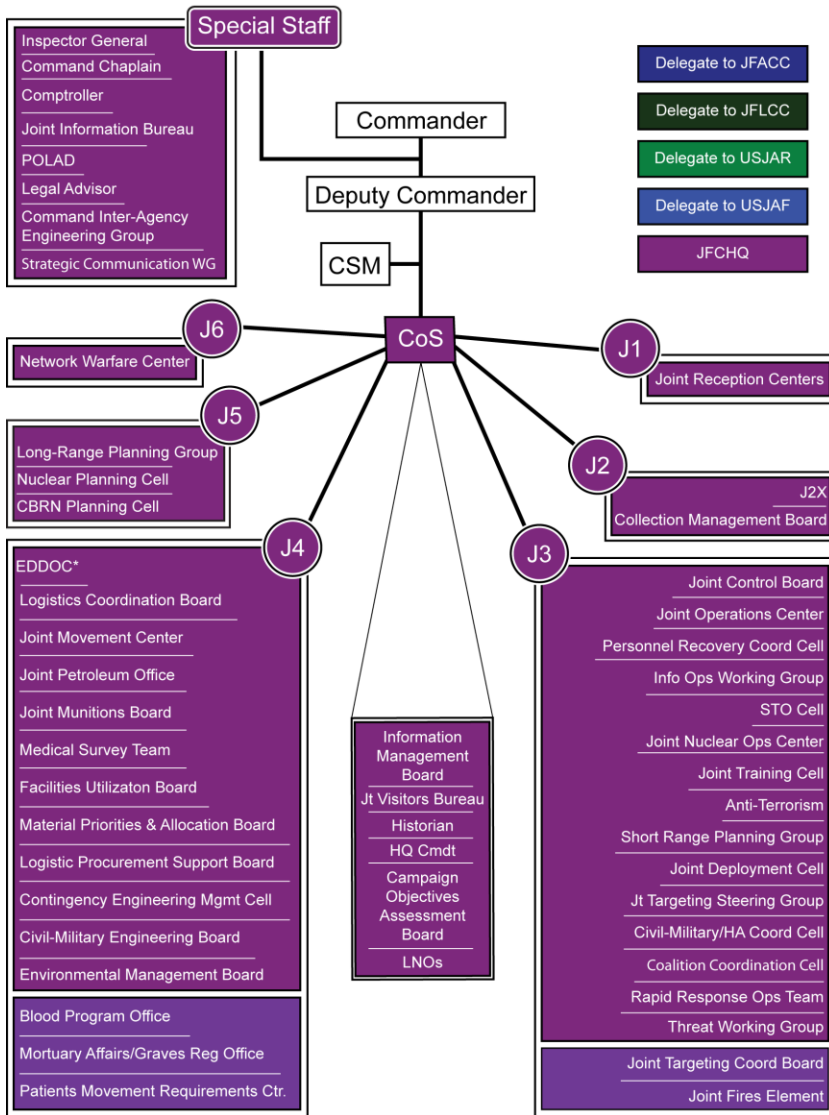 Special Staff
Inspector General
Command Chaplain
Comptroller
Joint Information Bureau
POLAD
Legal Advisor
Command Inter-Agency
Engineering Group
Strategic Communication WG
Commander
Deputy Commander
CSM
CoS
Delegate to JFACC
Delegate to JFLCC
Delegate to USJAR
Delegate to USJAF
JFCHQ
J6
Network Warfare Center
J1
Joint Reception Centers
J5
Long-Range Planning Group
Nuclear Planning Cell
CBRN Planning Cell
J2
J2X
Collection Management Board
J4
EDDOC*
Logistics Coordination Board
Joint Movement Center
Joint Petroleum Office
Joint Munitions Board
Medical Survey Team
Facilities Utilizaton Board
Material Priorities & Allocation Board
Logistic Procurement Support Board
Contingency Engineering Mgmt Cell
Civil-Military Engineering Board
Environmental Management Board
Blood Program Office
Mortuary Affairs/Graves Reg Office
Patients Movement Requirements Ctr.
Information
Management
Board
Jt Visitors Bureau
Historian
HQ Cmdt
Campaign
Objectives
Assessment
Board
LNOs
J3
Joint Control Board
Joint Operations Center
Personnel Recovery Coord Cell
Info Ops Working Group
STO Cell
Joint Nuclear Ops Center
Joint Training Cell
Anti-Terrorism
Short Range Planning Group
Joint Deployment Cell
Jt Targeting Steering Group
Civil-Military/HA Coord Cell
Coalition Coordination Cell
Rapid Response Ops Team
Threat Working Group
Joint Targeting Coord Board
Joint Fires Element